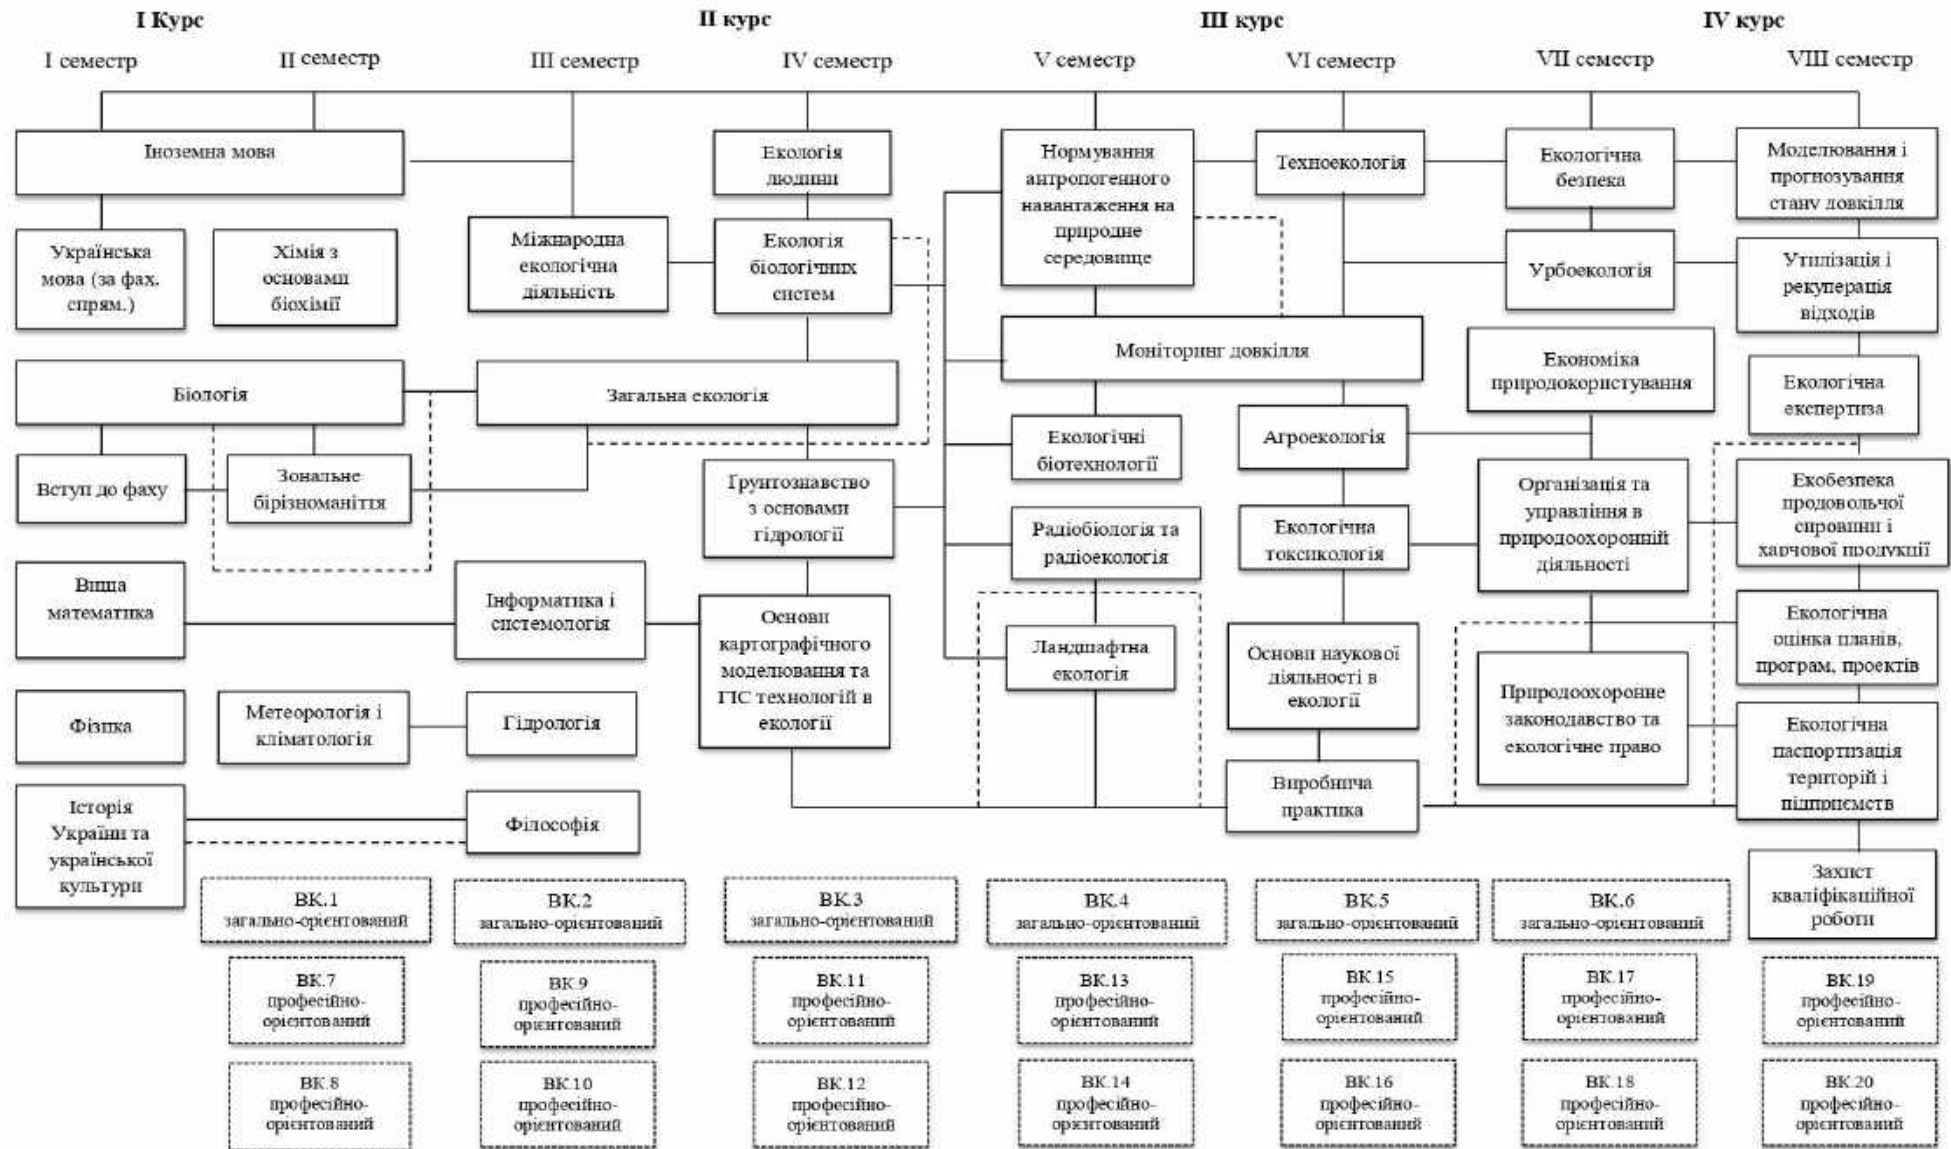 I Курс
II курс
III курс
IV курс
I семестр
II семестр
III семестр
IV семестр
V семестр
VI семестр
VII семестр
VIII семестр
Іноземна мова
Українська
мова (за фах.
спрям.)
Хімія з
основами
біохімії
Міжнародна
екологічна
діяльність
Екологія
людини
Екологія
біологічних
систем
Нормування
антропогенного
навантаження на
природне
середовище
Техноекологія
Екологічна
безпека
Моделювання і
прогнозування
стану довкілля
Урбоекологія
Утилізація і
рекуперація
відходів
Моніторинг довкілля
Економіка
природокористування
Екологічна
експертиза
Біологія
Загальна екологія
Вступ до фаху
Зональне
бірізноманіття
Ґрунтознавство
з основами
гідрології
Екологічні
біотехнології
Агроекологія
Організація та
управління в
природоохоронній
діяльності
Екобезпека
продовольчої
сировини і
харчової продукції
Радіобіологія та
радіоекологія
Екологічна
токсикологія
Вища
математика
Інформатика і
системологія
Основи
картографічного
моделювання та
ГІС технологій в
екології
Ландшафтна
екологія
Основи наукової
діяльності в
екології
Природоохоронне
законодавство та
екологічне право
Екологічна
оцінка планів,
програм, проектів
Фізика
Метеорологія і
кліматологія
Гідрологія
Екологічна
паспортизація
територій і
підприємств
Історія
України та
української
культури
Філософія
Виробнича
практика
Захист
кваліфікаційної
роботи
ВК.1
загально-орієнтований
ВК.2
загально-орієнтований
ВК.3
загально-орієнтований
ВК.4
загально-орієнтований
ВК.5
загально-орієнтований
ВК.6
загально-орієнтований
ВК.7
професійно-
орієнтований
ВК.9
професійно-
орієнтований
ВК.11
професійно-
орієнтований
ВК.13
професійно-
орієнтований
ВК.15
професійно-
орієнтований
ВК.17
професійно-
орієнтований
ВК.19
професійно-
орієнтований
ВК.8
професійно-
орієнтований
ВК.10
професійно-
орієнтований
ВК.12
професійно-
орієнтований
ВК.14
професійно-
орієнтований
ВК.16
професійно-
орієнтований
ВК.18
професійно-
орієнтований
ВК.20
професійно-
орієнтований